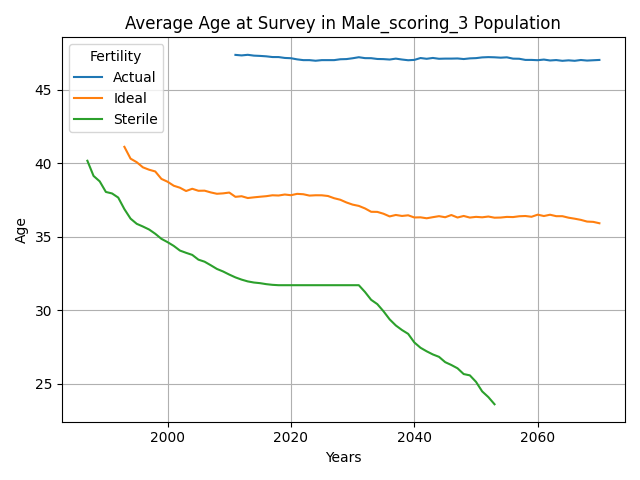 Average Age at Survey in Male_scoring_3 Population
Fertility
Actual
Ideal
Sterile
45
40
35
30
25
Age
2000
2020
2040
2060
Years